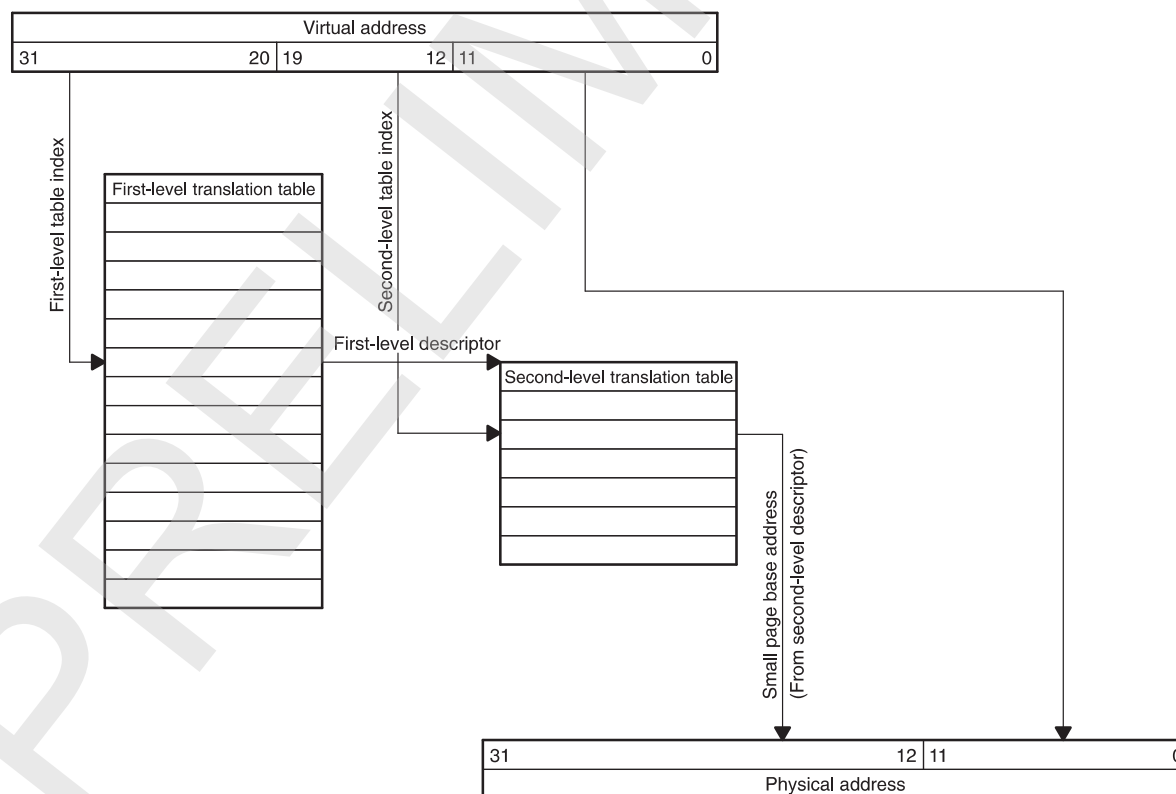 Virtual address
31 20 19 12 11 0
First-level table index
Second-level table index
First-level translation table
First-level descriptor
Second-level translation table
Small page base address
(From second-level descriptor)
31 12 11 0
Physical address
PRELIM